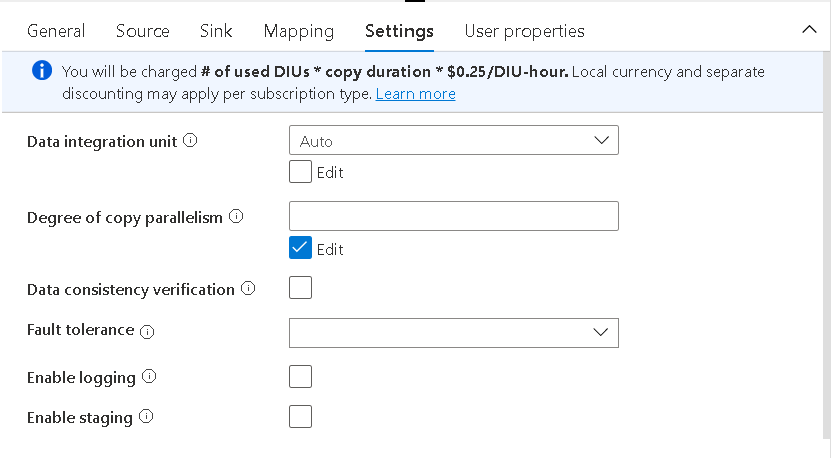 General Source Sink Mapping Settings User properties
You will be charged # of used DIUs * copy duration * $0.25/DIU-hour. Local currency and separate
discounting may apply per subscription type. Learn more
Data integration unit Auto
Edit
Degree of copy parallelism
Edit
Data consistency verification
Fault tolerance
Enable logging
Enable staging